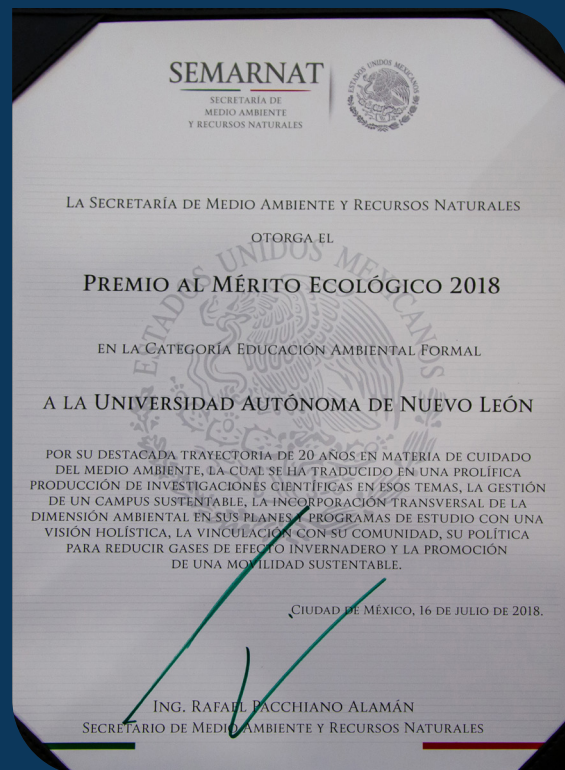 SEMARNAT
SECRETARÍA DE
MEDIO AMBIENTE
Y RECURSOS NATURALES
ESTADOS UNIDOS MEXICANOS
LA SECRETARÍA DE MEDIO AMBIENTE Y RECURSOS NATURALES
OTORGA EL
ESTADOS UNIDOS MEXICANOS
PREMIO AL MÉRITO ECOLÓGICO 2018
EN LA CATEGORÍA EDUCACIÓN AMBIENTAL FORMAL
A LA UNIVERSIDAD AUTÓNOMA DE NUEVO LEÓN
POR SU DESTACADA TRAYECTORIA DE 20 AÑOS EN MATERIA DE CUIDADO
DEL MEDIO AMBIENTE, LA CUAL SE HA TRADUCIDO EN UNA PROLÍFICA
PRODUCCIÓN DE INVESTIGACIONES CIENTÍFICAS EN ESOS TEMAS, LA GESTIÓN
DE UN CAMPUS SUSTENTABLE, LA INCORPORACIÓN TRANSVERSAL DE LA
DIMENSIÓN AMBIENTAL EN SUS PLANES Y PROGRAMAS DE ESTUDIO CON UNA
VISIÓN HOLÍSTICA, LA VINCULACIÓN CON SU COMUNIDAD, SU POLÍTICA
PARA REDUCIR GASES DE EFECTO INVERNADERO Y LA PROMOCIÓN
DE UNA MOVILIDAD SUSTENTABLE.
CIUDAD DE MÉXICO, 16 DE JULIO DE 2018.
ING. RAFAEL PACCHIANO ALAMÁN
SECRETARIO DE MEDIO AMBIENTE Y RECURSOS NATURALES